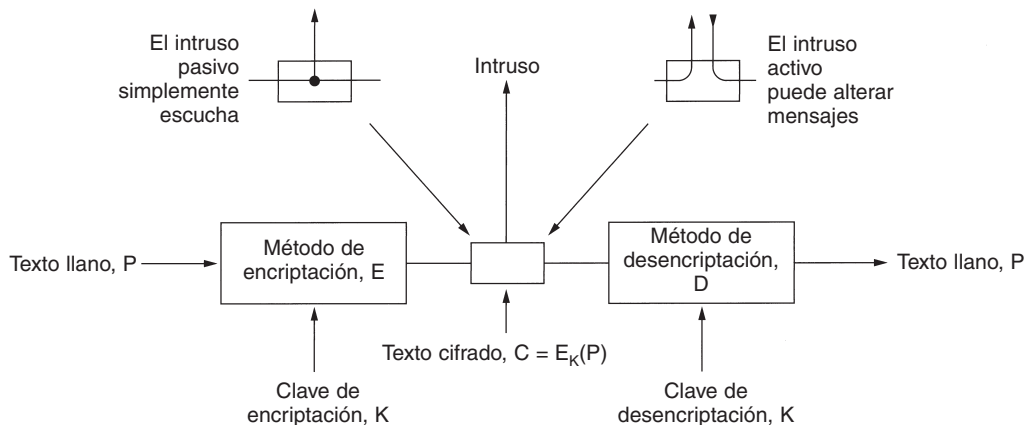 El intruso
pasivo
simplemente
escucha
Intruso
El intruso
activo
puede alterar
mensajes
Texto llano, P
Método de
encriptación, E
Método de
desencriptación,
D
Texto llano, P
Texto cifrado, C = E_K(P)
Clave de
encriptación, K
Clave de
desencriptación, K